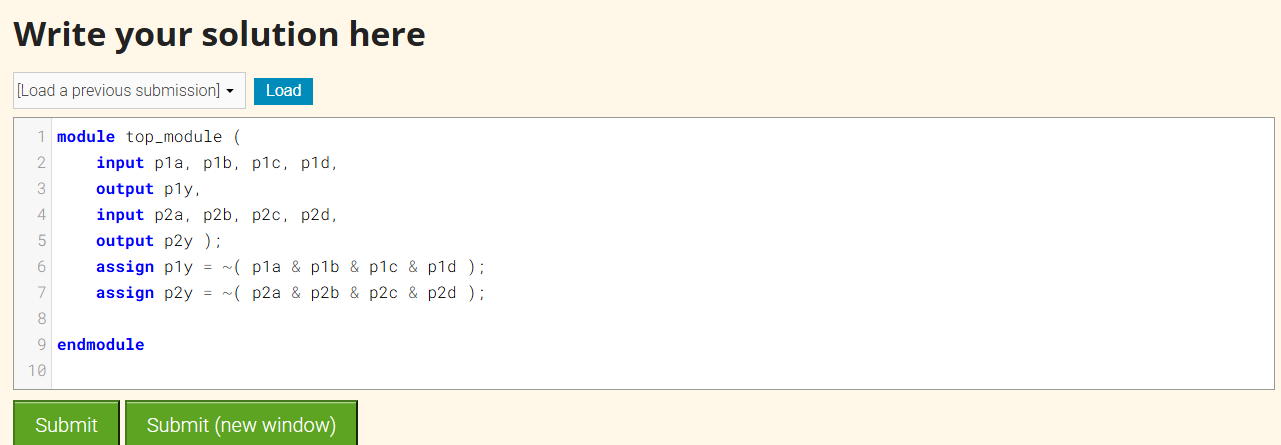 Write your solution here
[Load a previous submission] Load
1 module top_module (
2     input p1a, p1b, p1c, p1d,
3     output p1y,
4     input p2a, p2b, p2c, p2d,
5     output p2y );
6     assign p1y = ~( p1a & p1b & p1c & p1d );
7     assign p2y = ~( p2a & p2b & p2c & p2d );
8
9 endmodule
10
Submit Submit (new window)